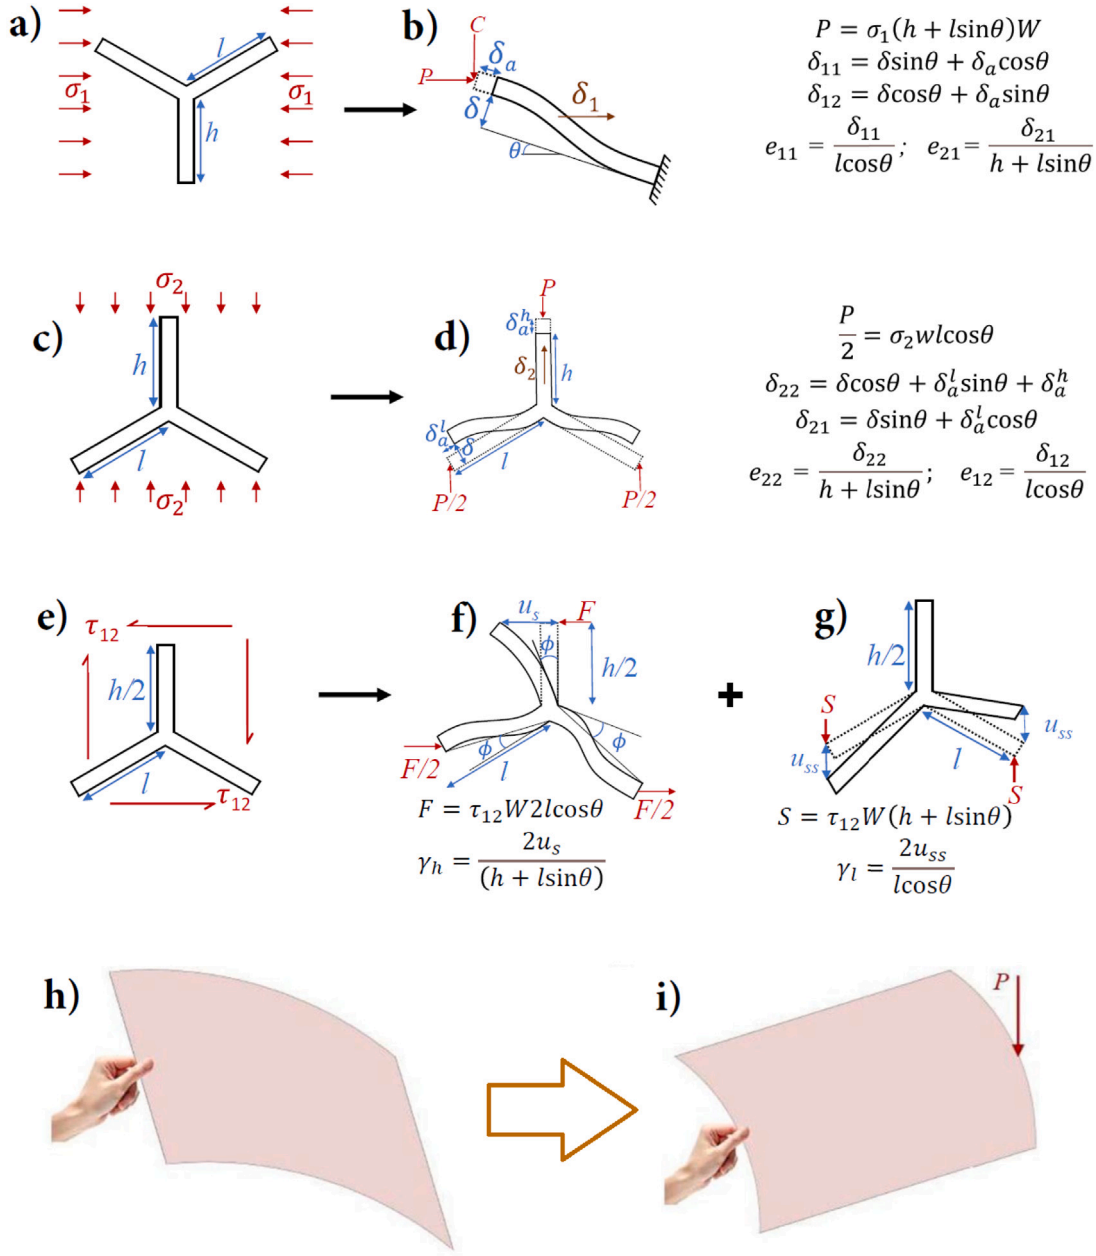 a)
l
σ₁
σ₁
h
b)
C
δₐ
P
δ
δ₁
θ
P = σ₁(h + lsinθ)W
δ₁₁ = δsinθ + δₐcosθ
δ₁₂ = δcosθ + δₐsinθ
e₁₁ = δ₁₁/lcosθ; e₂₁= δ₂₁/h + lsinθ
c)
σ₂
h
l
σ₂
d)
P
δₐʰ
δ₂
h
δₐˡ
δ
l
P/2
P/2
P/2 = σ₂wlcosθ
δ₂₂ = δcosθ + δₐˡsinθ + δₐʰ
δ₂₁ = δsinθ + δₐˡcosθ
e₂₂ = δ₂₂/h + lsinθ; e₁₂ = δ₁₂/lcosθ
e)
τ₁₂
h/2
l
τ₁₂
f)
uₛ
F
ϕ
h/2
ϕ
ϕ
F/2
l
F/2
F = τ₁₂W2lcosθ
γₕ = 2uₛ/(h + lsinθ)
+
g)
h/2
S
uₛₛ
uₛₛ
l
S
S = τ₁₂W(h + lsinθ)
γₗ = 2uₛₛ/lcosθ
h)
i)
P